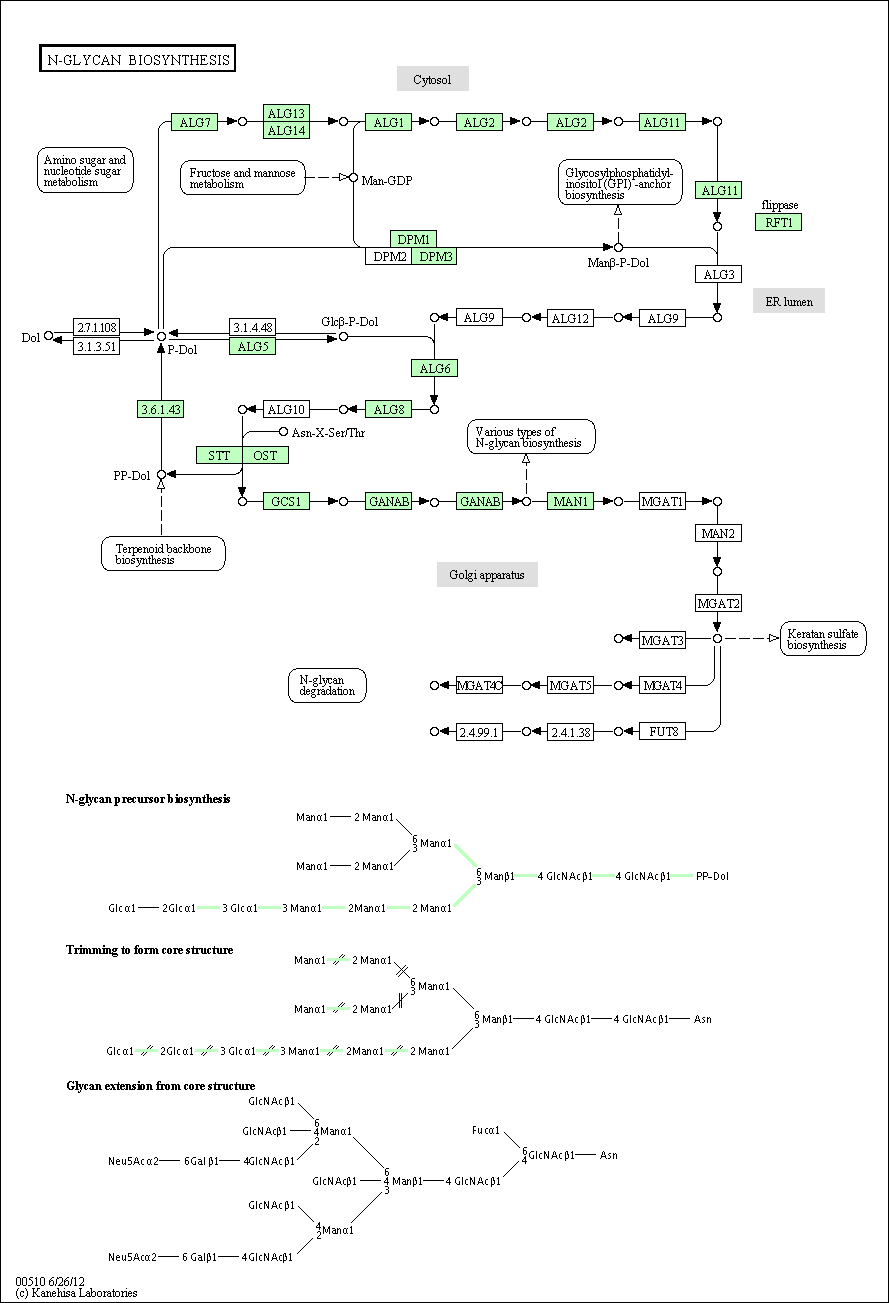 N-GLYCAN BIOSYNTHESIS
Cytosol
ALG7
ALG13
ALG14
ALG1
ALG2
ALG2
ALG11
Amino sugar and
nucleotide sugar
metabolism
Fructose and mannose
metabolism
Man-GDP
Glycosylphosphatidyl-
inositol (GPI) -anchor
biosynthesis
ALG11
flippase
RFT1
DPM1
DPM2
DPM3
Manβ-P-Dol
ALG3
ER lumen
Dol
2.7.1.108
3.1.3.51
P-Dol
3.1.4.48
ALG5
Glcβ-P-Dol
ALG9
ALG12
ALG9
ALG6
3.6.1.43
ALG10
ALG8
Asn-X-Ser/Thr
STT
OST
Various types of
N-glycan biosynthesis
PP-Dol
GCS1
GANAB
GANAB
MAN1
MGAT1
MAN2
Terpenoid backbone
biosynthesis
Golgi apparatus
MGAT2
MGAT3
Keratan sulfate
biosynthesis
N-glycan
degradation
MGAT4C
MGAT5
MGAT4
2.4.99.1
2.4.1.38
FUT8
N-glycan precursor biosynthesis
Manα1 2 Manα1
6
3 Manα1
Manα1 2 Manα1
6
3 Manβ1 4 GlcNAcβ1 4 GlcNAcβ1 PP-Dol
Glcα1 2Glcα1 3 Glcα1 3 Manα1 2Manα1 2 Manα1
Trimming to form core structure
Manα1 2 Manα1
6
3 Manα1
Manα1 2 Manα1
6
3 Manβ1 4 GlcNAcβ1 4 GlcNAcβ1 Asn
Glcα1 2Glcα1 3 Glcα1 3 Manα1 2Manα1 2 Manα1
Glycan extension from core structure
GlcNAcβ1
GlcNAcβ1
6
4 Manα1
2
Neu5Acα2 6Galβ1 4GlcNAcβ1
Fucα1
6
4 GlcNAcβ1 Asn
GlcNAcβ1
6
4 Manβ1 4 GlcNAcβ1
3
GlcNAcβ1
4
2 Manα1
Neu5Acα2 6 Galβ1 4GlcNAcβ1
00510 6/26/12
(c) Kanehisa Laboratories